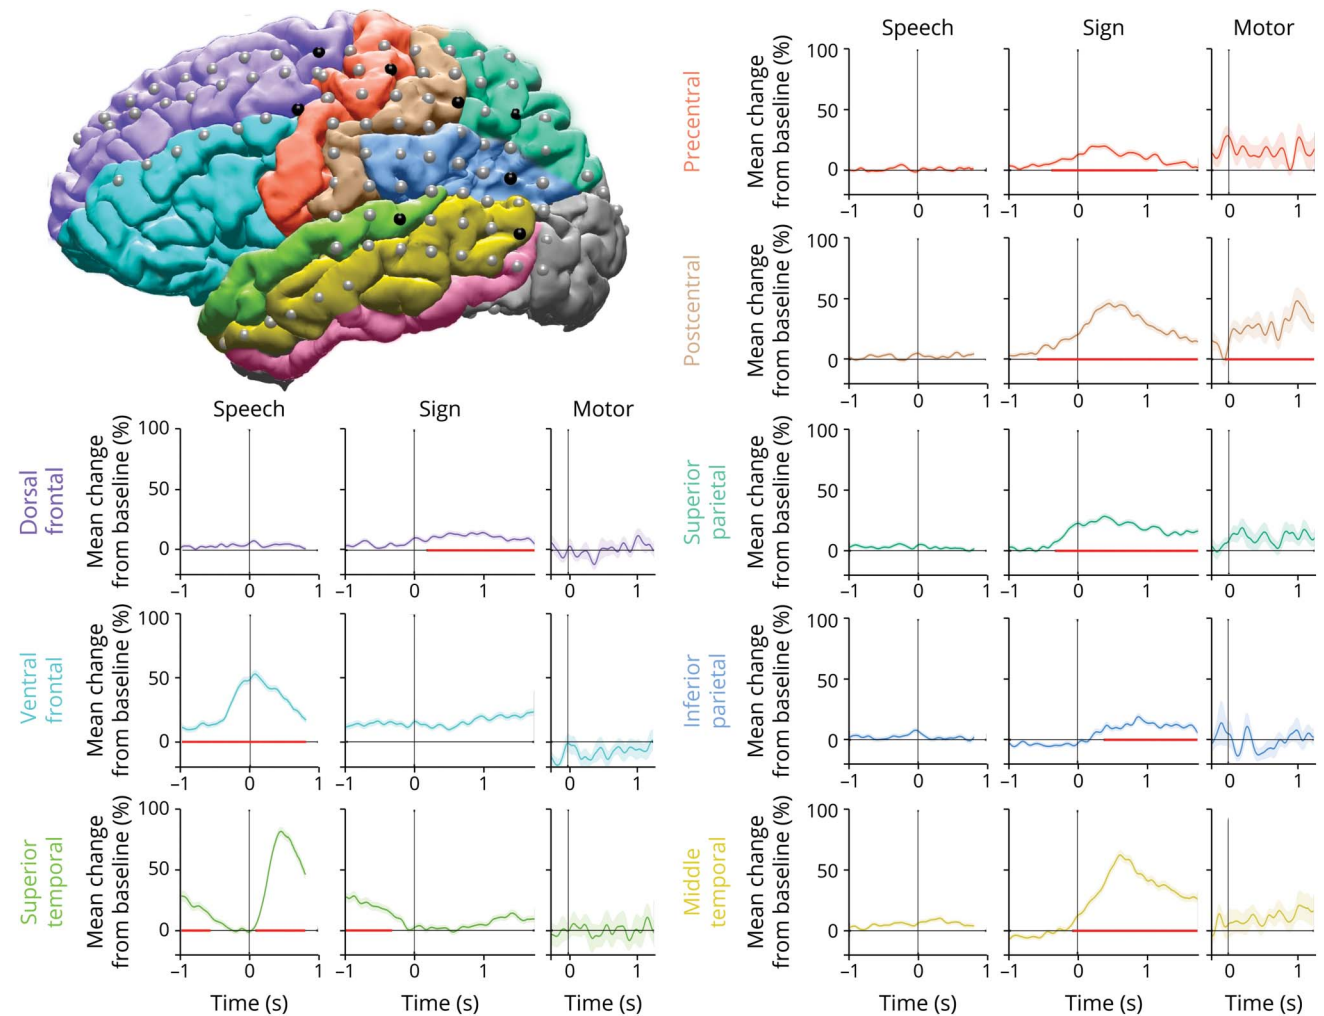 Speech Sign Motor
Precentral
Mean change
from baseline (%)
100
50
0
−1 0 1 0 1 0 1
Postcentral
Mean change
from baseline (%)
100
50
0
−1 0 1 −1 0 1 0 1
Speech Sign Motor
Dorsal
frontal
Mean change
from baseline (%)
100
50
0
−1 0 1 −1 0 1 0 1
Superior
parietal
Mean change
from baseline (%)
100
50
0
−1 0 1 −1 0 1 0 1
Ventral
frontal
Mean change
from baseline (%)
100
50
0
−1 0 1 −1 0 1 0 1
Inferior
parietal
Mean change
from baseline (%)
100
50
0
−1 0 1 −1 0 1 0 1
Superior
temporal
Mean change
from baseline (%)
100
50
0
−1 0 1 −1 0 1 0 1
Time (s) Time (s) Time (s)
Middle
temporal
Mean change
from baseline (%)
100
50
0
−1 0 1 −1 0 1 0 1
Time (s) Time (s) Time (s)